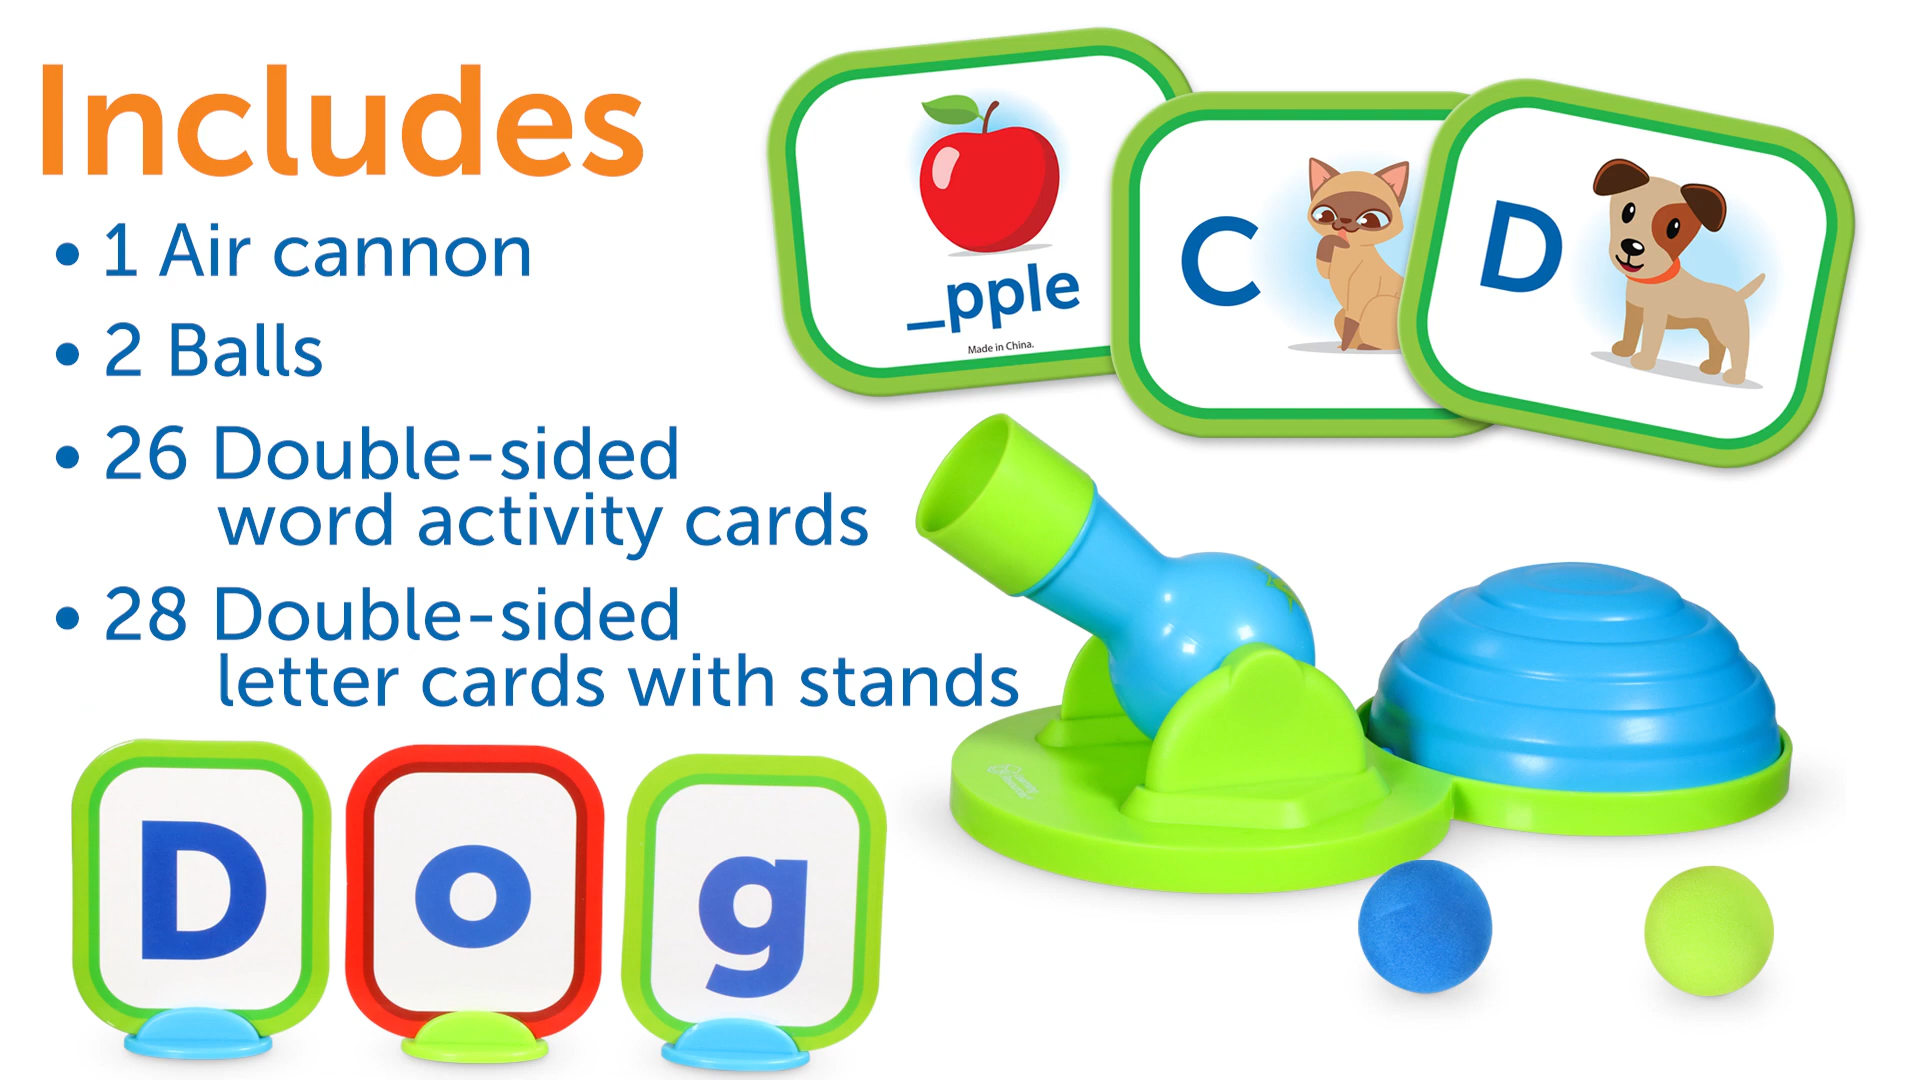 Includes
• 1 Air cannon
• 2 Balls
• 26 Double-sided
word activity cards
• 28 Double-sided
letter cards with stands
_pple
Made in China.
C
D
D
o
g